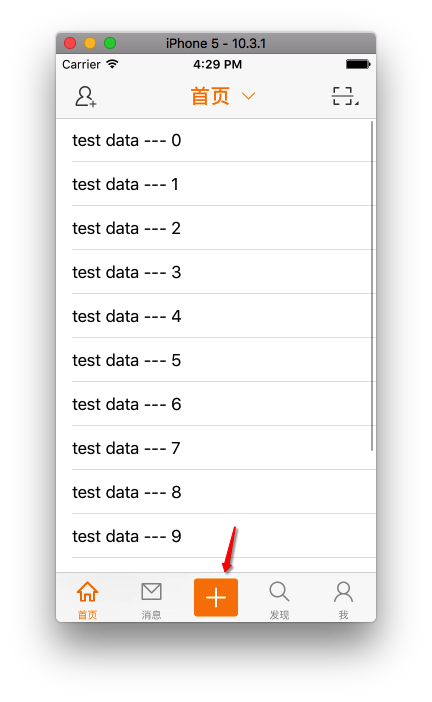 iPhone 5 - 10.3.1
Carrier 4:29 PM
首页
test data --- 0
test data --- 1
test data --- 2
test data --- 3
test data --- 4
test data --- 5
test data --- 6
test data --- 7
test data --- 8
test data --- 9
首页 消息 发现 我